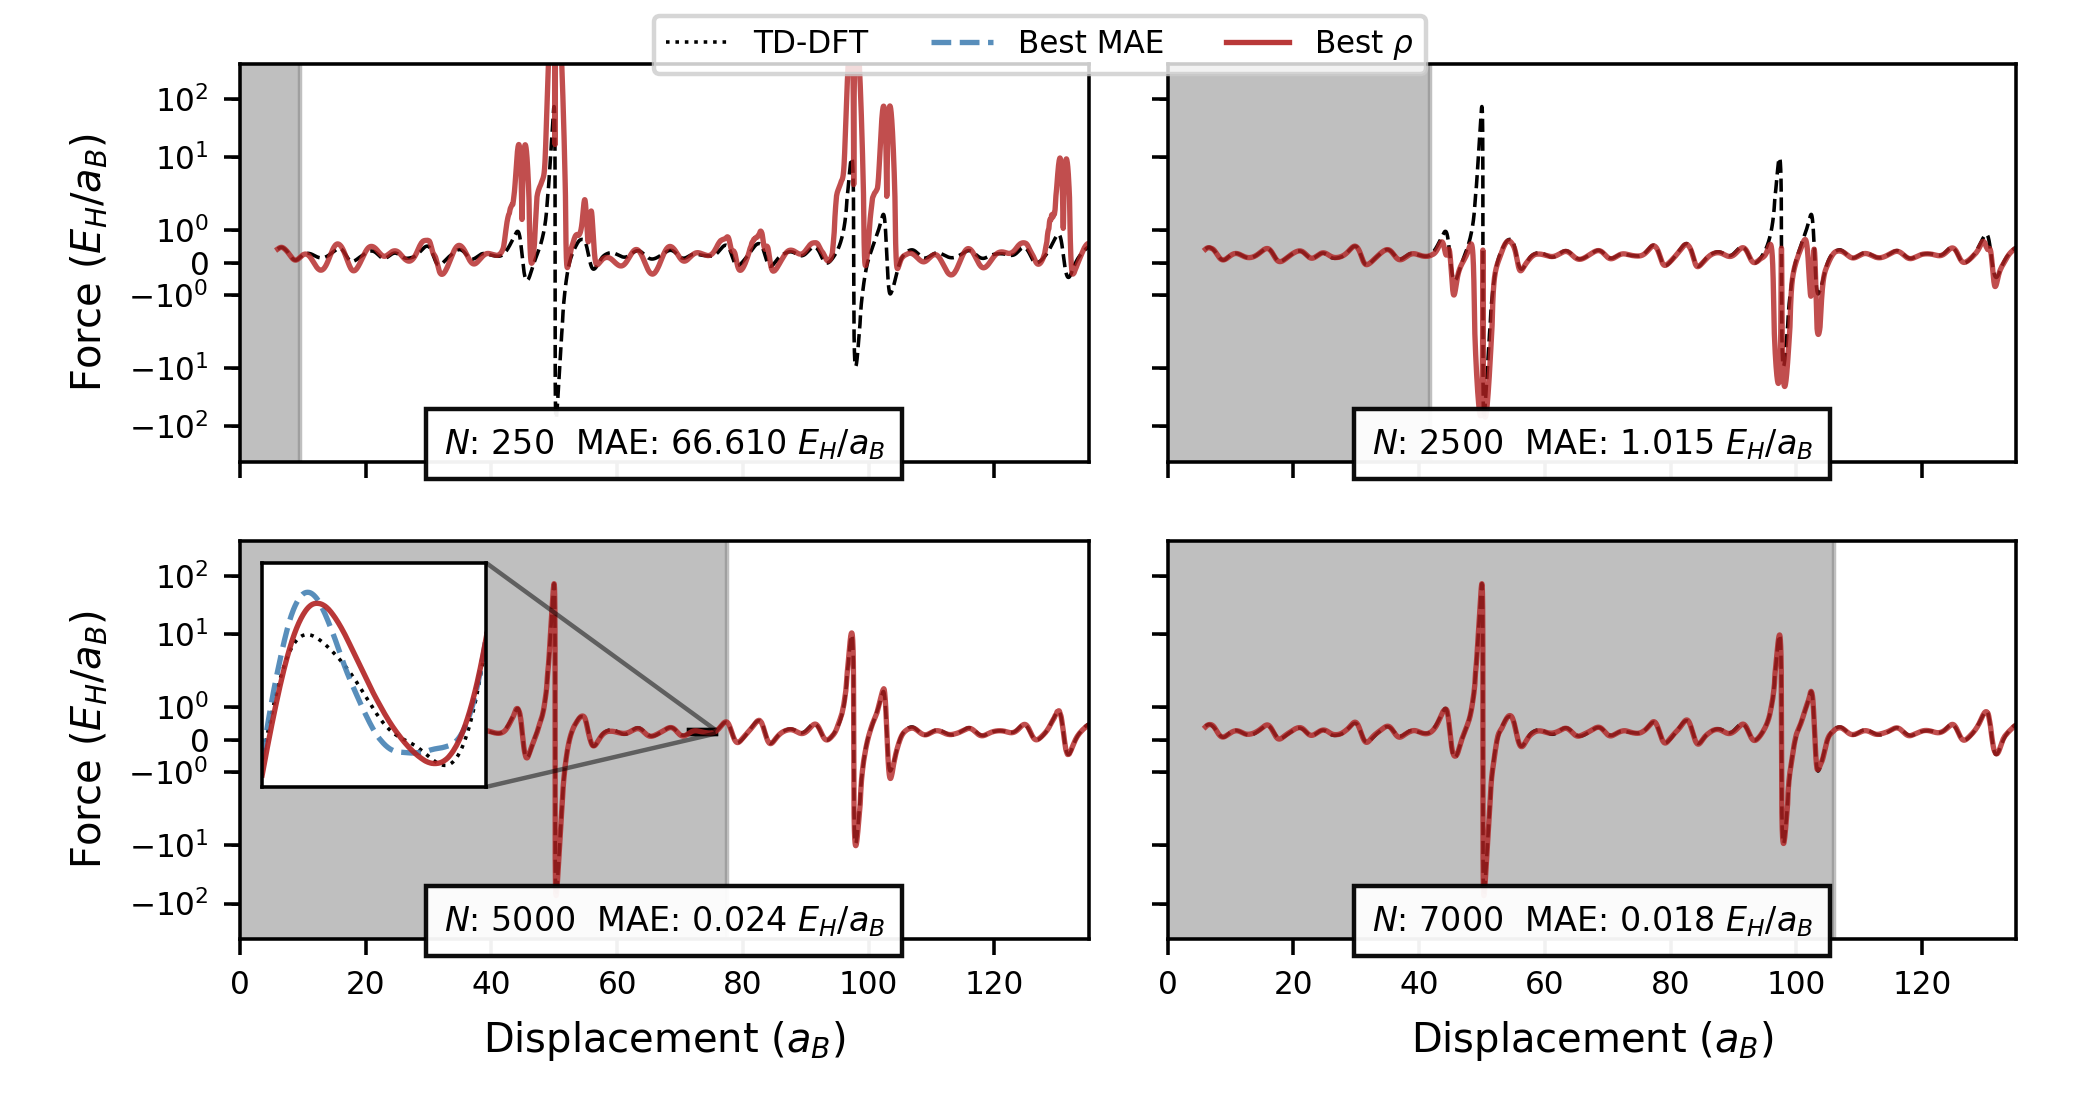 TD-DFT Best MAE Best ρ
Force (E_H/a_B)
10²
10¹
10⁰
0
−10⁰
-10¹
−10²
N: 250 MAE: 66.610 E_H/a_B
N: 2500 MAE: 1.015 E_H/a_B
Force (E_H/a_B)
10²
10¹
10⁰
0
−10⁰
-10¹
−10²
N: 5000 MAE: 0.024 E_H/a_B
N: 7000 MAE: 0.018 E_H/a_B
0 20 40 60 80 100 120
0 20 40 60 80 100 120
Displacement (a_B)
Displacement (a_B)